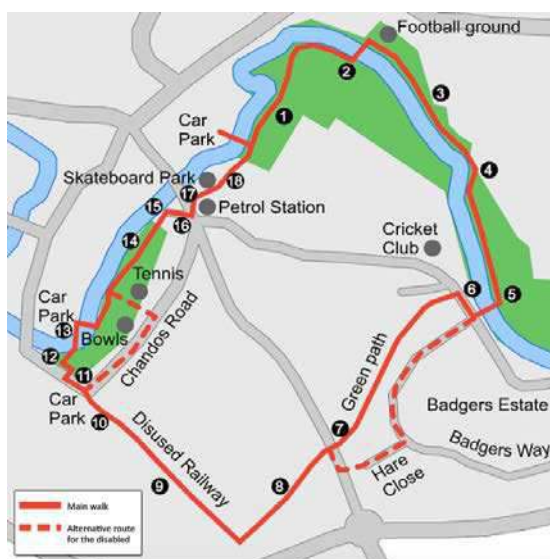 Football ground
2
3
1
Car
Park
4
Skateboard Park
17
18
15
Petrol Station
16
14
Cricket
Club
Tennis
6
5
Car
Park
13
Bowls
Chandos Road
12
11
Green path
Car
Park
10
Badgers Estate
7
Badgers Way
Disused Railway
Hare
Close
9
8
Main walk
Alternative route
for the disabled